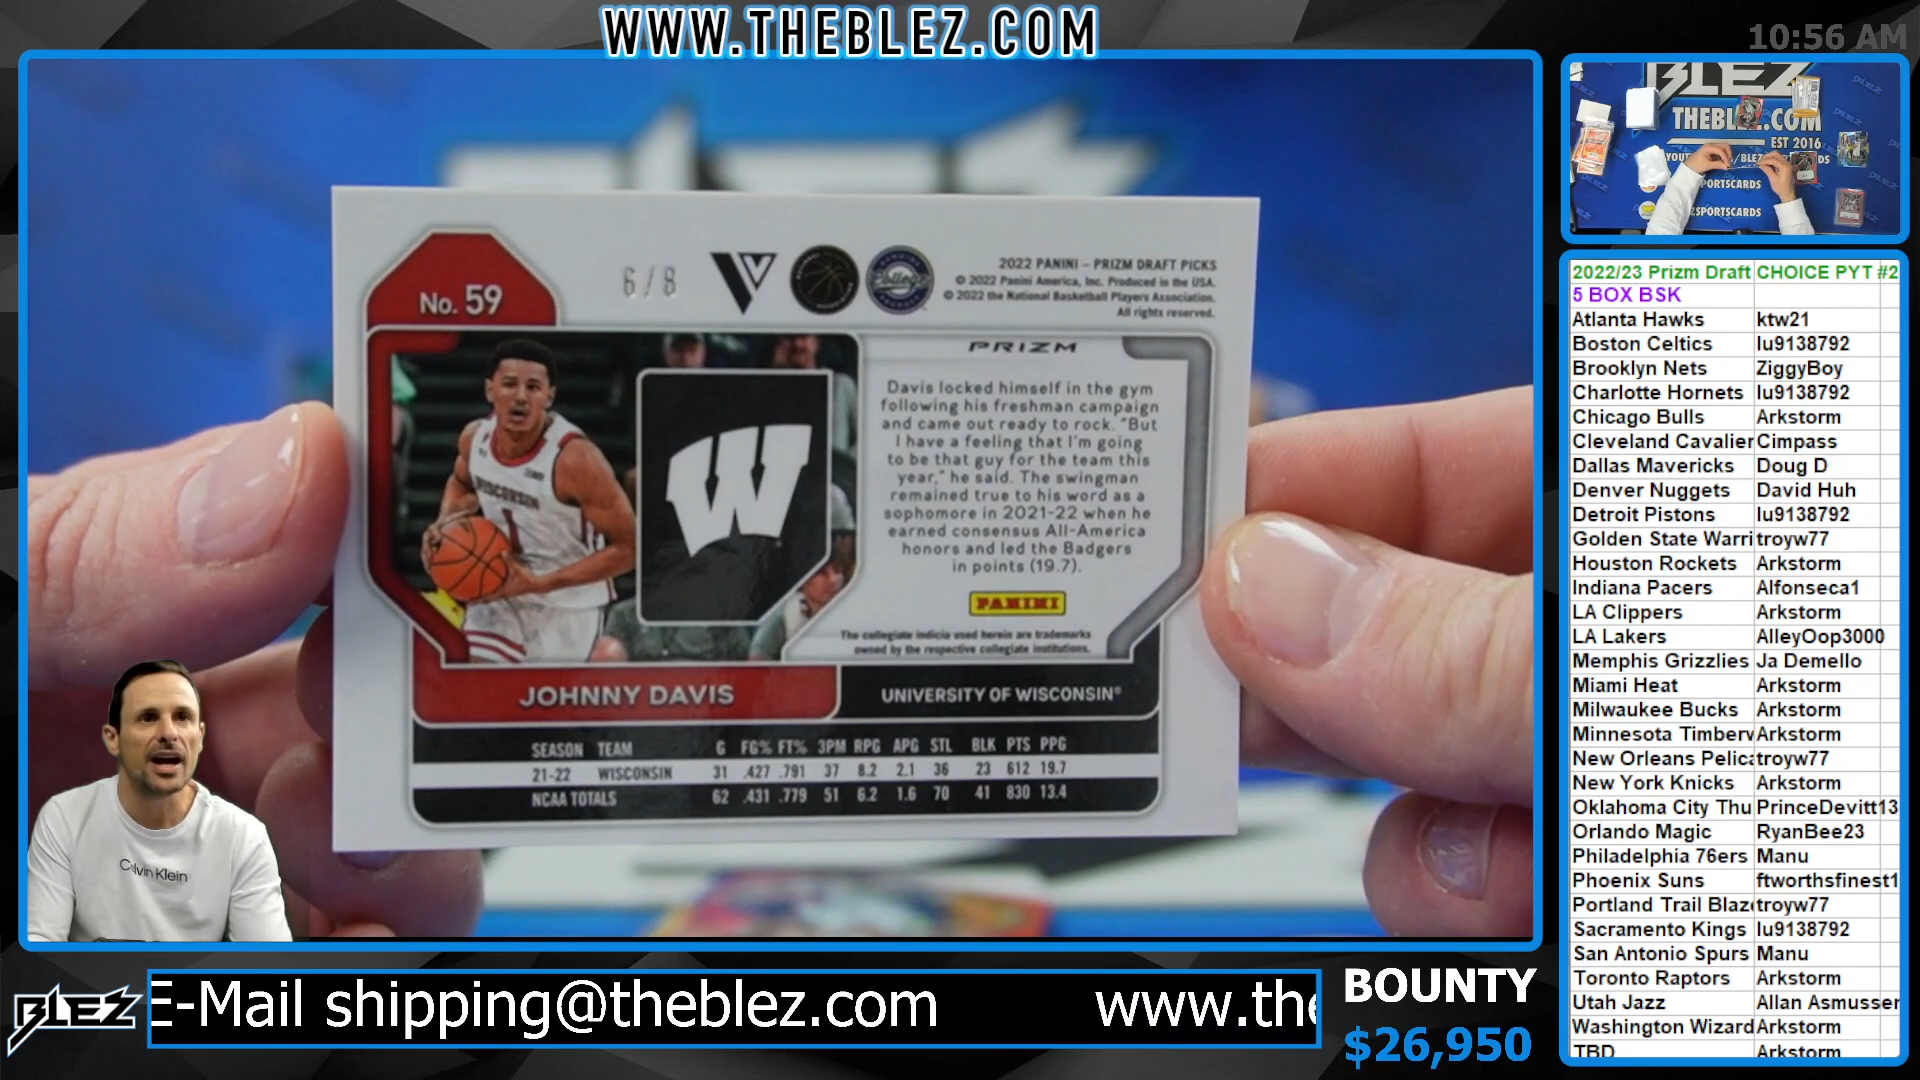 WWW.THEBLEZ.COM
10:56 AM
BLEZ
THEBLEZ.COM
EST 2016
No. 59
6/8
2022 PANINI – PRIZM DRAFT PICKS
© 2022 Panini America, Inc. Produced in the USA.
© 2022 the National Basketball Players Association.
All rights reserved.
PRIZM
Davis locked himself in the gym
following his freshman campaign
and came out ready to rock. "But
I have a feeling that I'm going
to be that guy for the team this
year," he said. The swingman
remained true to his word as a
sophomore in 2021-22 when he
earned consensus All-America
honors and led the Badgers
in points (19.7).
WISCONSIN
1
W
PANINI
The collegiate indicia used herein are trademarks
owned by the respective collegiate institutions.
JOHNNY DAVIS
UNIVERSITY OF WISCONSIN®
SEASON TEAM G FG% FT% 3PM RPG APG STL BLK PTS PPG
21-22 WISCONSIN 31 .427 .791 37 8.2 2.1 36 23 612 19.7
NCAA TOTALS 62 .431 .779 51 6.2 1.6 70 41 830 13.4
Calvin Klein
2022/23 Prizm Draft CHOICE PYT #2
5 BOX BSK
Atlanta Hawks ktw21
Boston Celtics lu9138792
Brooklyn Nets ZiggyBoy
Charlotte Hornets lu9138792
Chicago Bulls Arkstorm
Cleveland Cavalier Cimpass
Dallas Mavericks Doug D
Denver Nuggets David Huh
Detroit Pistons lu9138792
Golden State Warri troyw77
Houston Rockets Arkstorm
Indiana Pacers Alfonseca1
LA Clippers Arkstorm
LA Lakers AlleyOop3000
Memphis Grizzlies Ja Demello
Miami Heat Arkstorm
Milwaukee Bucks Arkstorm
Minnesota Timberv Arkstorm
New Orleans Pelica troyw77
New York Knicks Arkstorm
Oklahoma City Thu PrinceDevitt13
Orlando Magic RyanBee23
Philadelphia 76ers Manu
Phoenix Suns ftworthsfinest1
Portland Trail Blaze troyw77
Sacramento Kings lu9138792
San Antonio Spurs Manu
Toronto Raptors Arkstorm
Utah Jazz Allan Asmusser
Washington Wizard Arkstorm
TBD Arkstorm
BLEZ
E-Mail shipping@theblez.com www.the
BOUNTY
$26,950